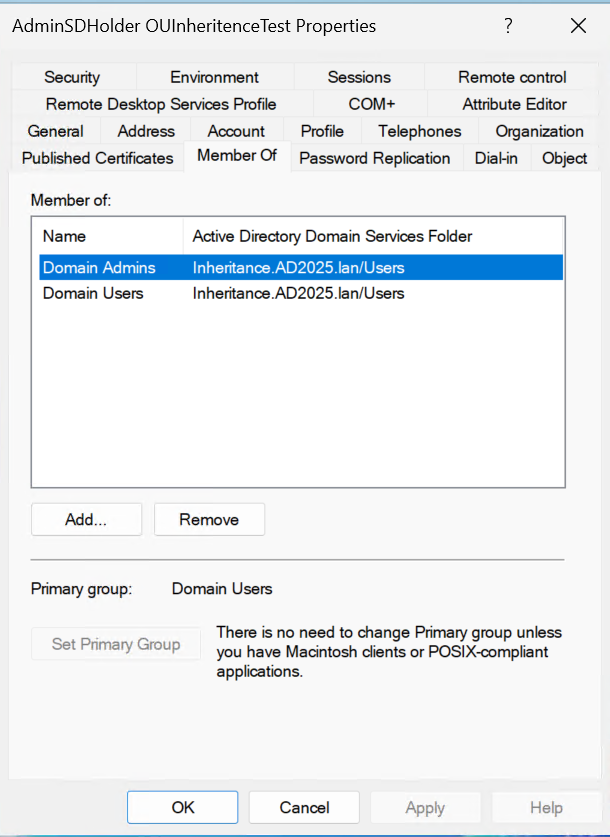 AdminSDHolder OUInheritenceTest Properties ?
Security Environment Sessions Remote control
Remote Desktop Services Profile COM+ Attribute Editor
General Address Account Profile Telephones Organization
Published Certificates Member Of Password Replication Dial-in Object
Member of:
Name Active Directory Domain Services Folder
Domain Admins Inheritance.AD2025.lan/Users
Domain Users Inheritance.AD2025.lan/Users
Add... Remove
Primary group: Domain Users
Set Primary Group
There is no need to change Primary group unless
you have Macintosh clients or POSIX-compliant
applications.
OK Cancel Apply Help